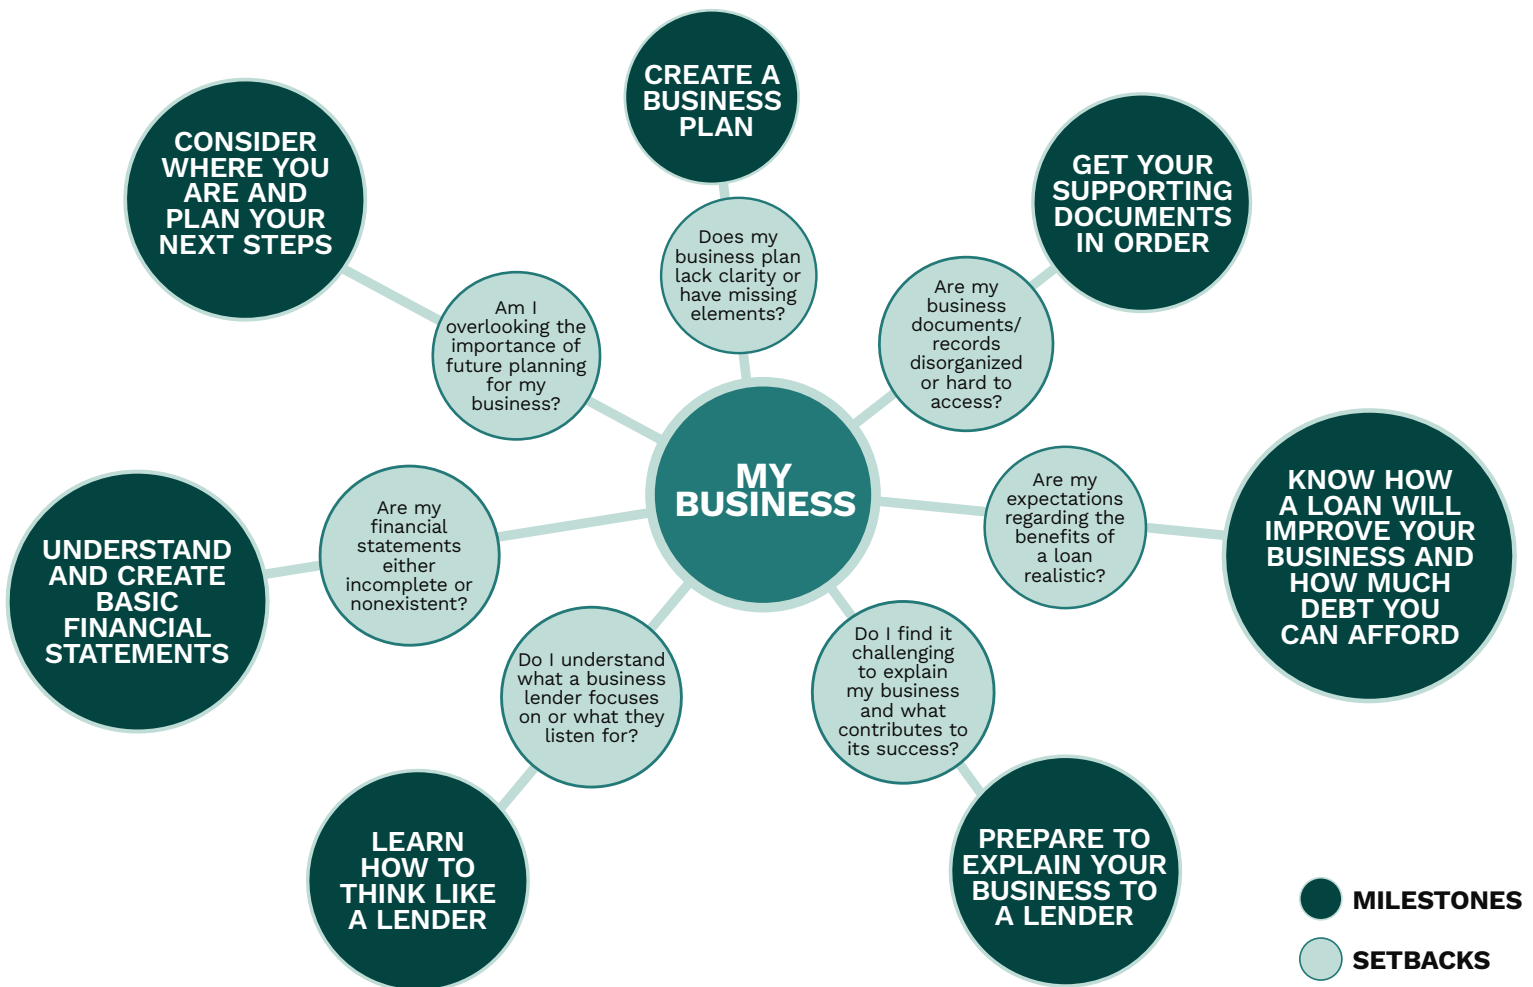 CREATE A
BUSINESS
PLAN
CONSIDER
WHERE YOU
ARE AND
PLAN YOUR
NEXT STEPS
GET YOUR
SUPPORTING
DOCUMENTS
IN ORDER
Does my
business plan
lack clarity or
have missing
elements?
Am I
overlooking the
importance of
future planning
for my
business?
Are my
business
documents/
records
disorganized
or hard to
access?
MY
BUSINESS
Are my
expectations
regarding the
benefits of
a loan
realistic?
KNOW HOW
A LOAN WILL
IMPROVE YOUR
BUSINESS AND
HOW MUCH
DEBT YOU
CAN AFFORD
Are my
financial
statements
either
incomplete or
nonexistent?
UNDERSTAND
AND CREATE
BASIC
FINANCIAL
STATEMENTS
Do I understand
what a business
lender focuses
on or what they
listen for?
Do I find it
challenging
to explain
my business
and what
contributes to
its success?
LEARN
HOW TO
THINK LIKE
A LENDER
PREPARE TO
EXPLAIN YOUR
BUSINESS TO
A LENDER
MILESTONES
SETBACKS